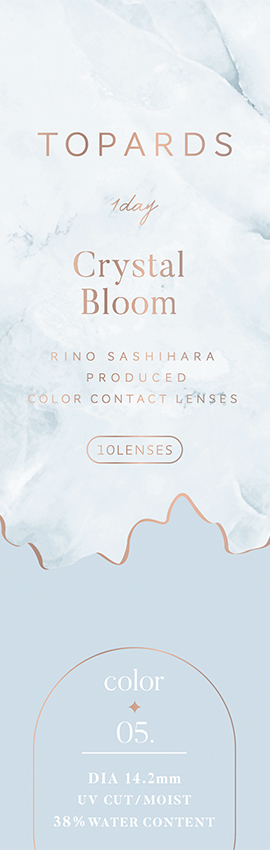 TOPARDS
1day
Crystal
Bloom
RINO SASHIHARA
PRODUCED
COLOR CONTACT LENSES
10LENSES
color
05.
DIA 14.2mm
UV CUT/MOIST
38% WATER CONTENT